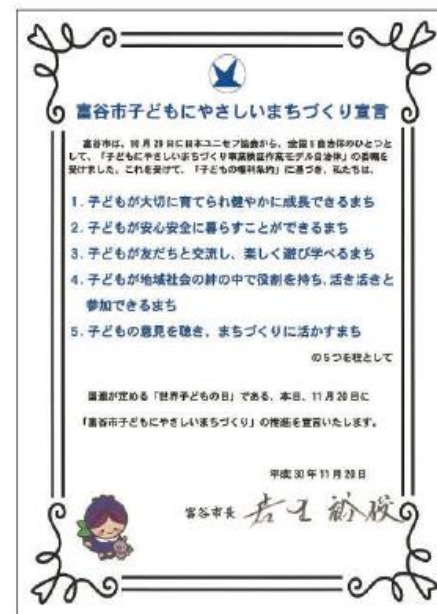 富谷市子どもにやさしいまちづくり宣言
富谷市は、10月29日に日本ユニセフ協会から、全国5自治体のひとつと
して、「子どもにやさしいまちづくり事業検証作業モデル自治体」の委嘱を
受けました。これを受けて、「子どもの権利条約」に基づき、私たちは、
1．子どもが大切に育てられ健やかに成長できるまち
2．子どもが安心安全に暮らすことができるまち
3．子どもが友だちと交流し、楽しく遊び学べるまち
4．子どもが地域社会の絆の中で役割を持ち、活き活きと
参加できるまち
5．子どもの意見を聴き、まちづくりに活かすまち
の5つを柱として
国連が定める「世界子どもの日」である、本日、11月20日に
「富谷市子どもにやさしいまちづくり」の推進を宣言いたします。
平成30年11月20日
富谷市長 若生 裕俊